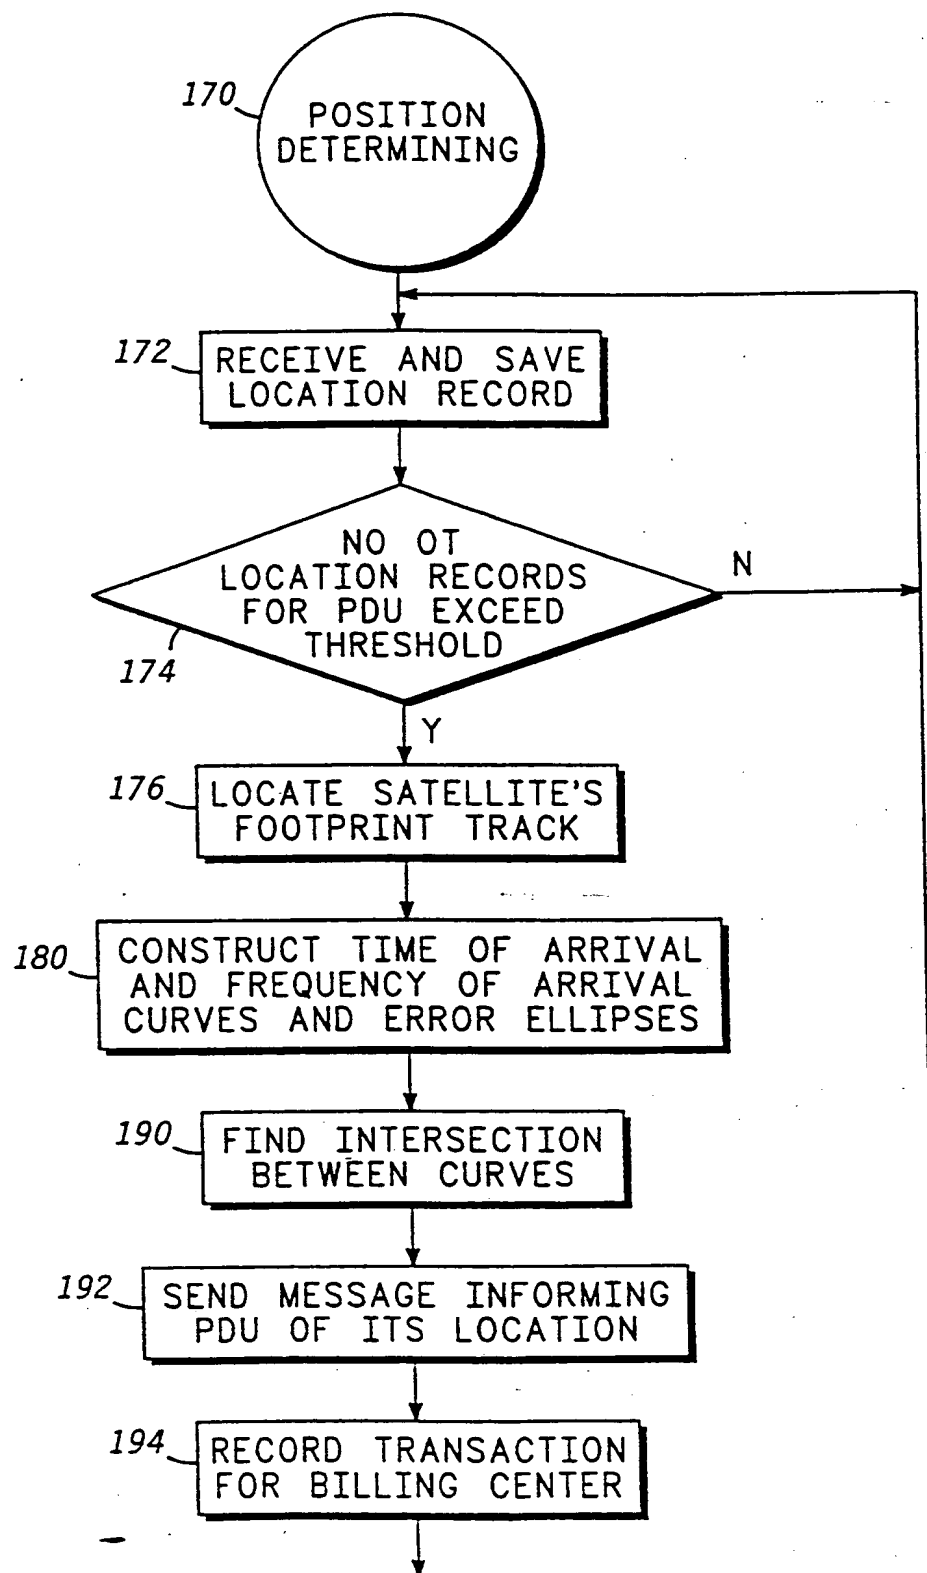 170
POSITION
DETERMINING
172
RECEIVE AND SAVE
LOCATION RECORD
NO OT
LOCATION RECORDS
FOR PDU EXCEED
THRESHOLD
N
174
Y
176
LOCATE SATELLITE'S
FOOTPRINT TRACK
180
CONSTRUCT TIME OF ARRIVAL
AND FREQUENCY OF ARRIVAL
CURVES AND ERROR ELLIPSES
190
FIND INTERSECTION
BETWEEN CURVES
192
SEND MESSAGE INFORMING
PDU OF ITS LOCATION
194
RECORD TRANSACTION
FOR BILLING CENTER